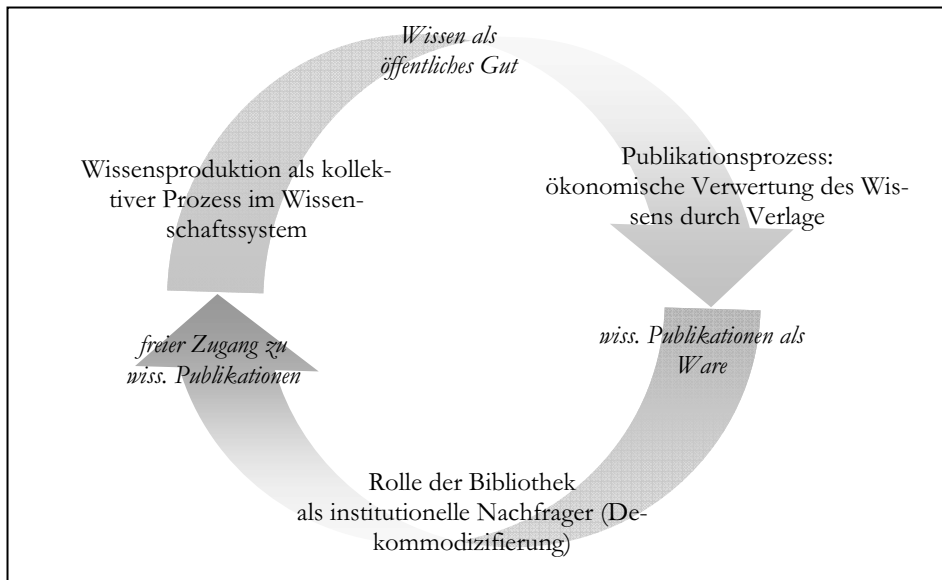 Wissen als
öffentliches Gut
Wissensproduktion als kollek-
tiver Prozess im Wissen-
schaftssystem
Publikationsprozess:
ökonomische Verwertung des Wis-
sens durch Verlage
freier Zugang zu
wiss. Publikationen
wiss. Publikationen als
Ware
Rolle der Bibliothek
als institutionelle Nachfrager (De-
kommodizifierung)